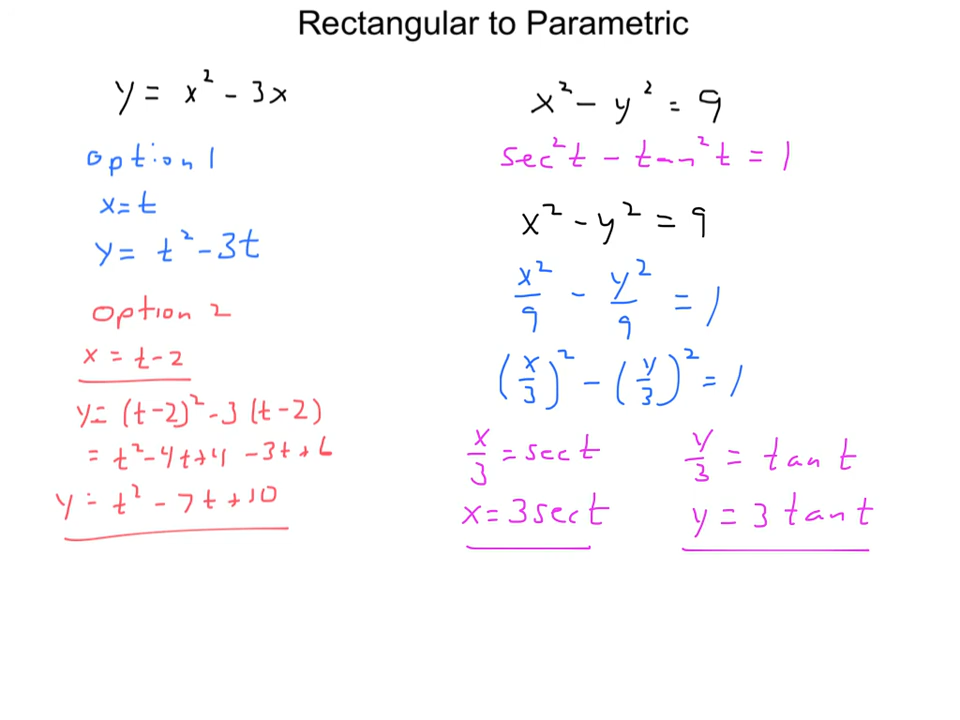 Rectangular to Parametric
y = x² - 3x
option 1
x = t
y = t² - 3t
option 2
x = t - 2
y = (t-2)² - 3(t-2)
= t² - 4t + 4 - 3t + 6
y = t² - 7t + 10
x² - y² = 9
sec²t - tan²t = 1
x² - y² = 9
x²/9 - y²/9 = 1
(x/3)² - (y/3)² = 1
x/3 = sec t y/3 = tan t
x = 3 sec t y = 3 tan t